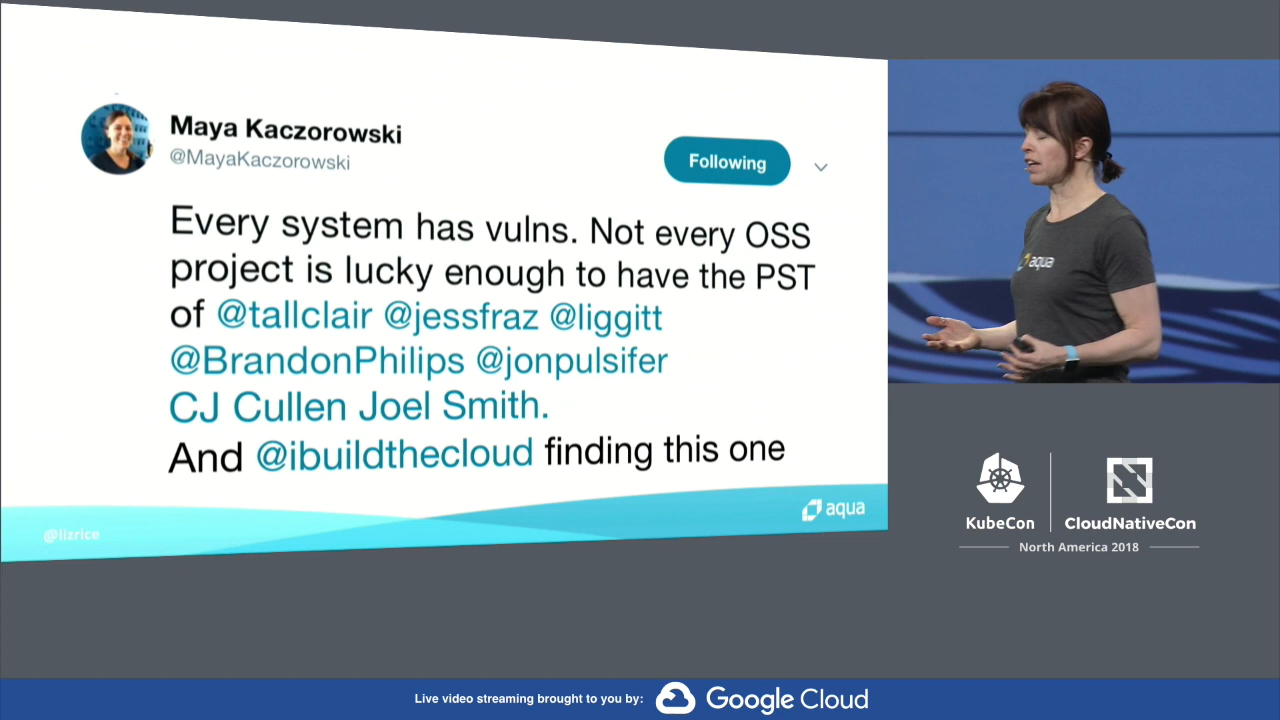 Maya Kaczorowski
@MayaKaczorowski
Following
Every system has vulns. Not every OSS
project is lucky enough to have the PST
of @tallclair @jessfraz @liggitt
@BrandonPhilips @jonpulsifer
CJ Cullen Joel Smith.
And @ibuildthecloud finding this one
@lizrice
aqua
aqua
KubeCon
CloudNativeCon
North America 2018
Live video streaming brought to you by:
Google Cloud